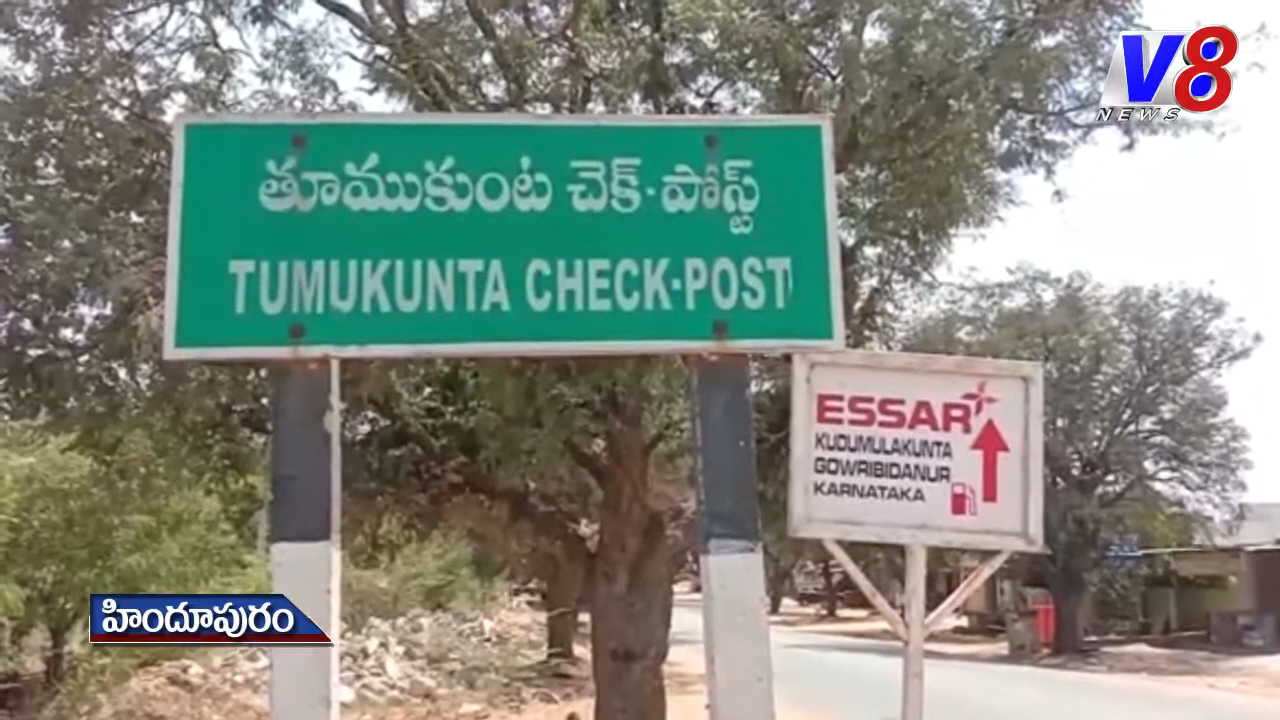 V8
NEWS
తూముకుంట చెక్-పోస్ట్
TUMUKUNTA CHECK-POST
ESSAR
KUDUMULAKUNTA
GOWRIBIDANUR
KARNATAKA
హిందూపురం